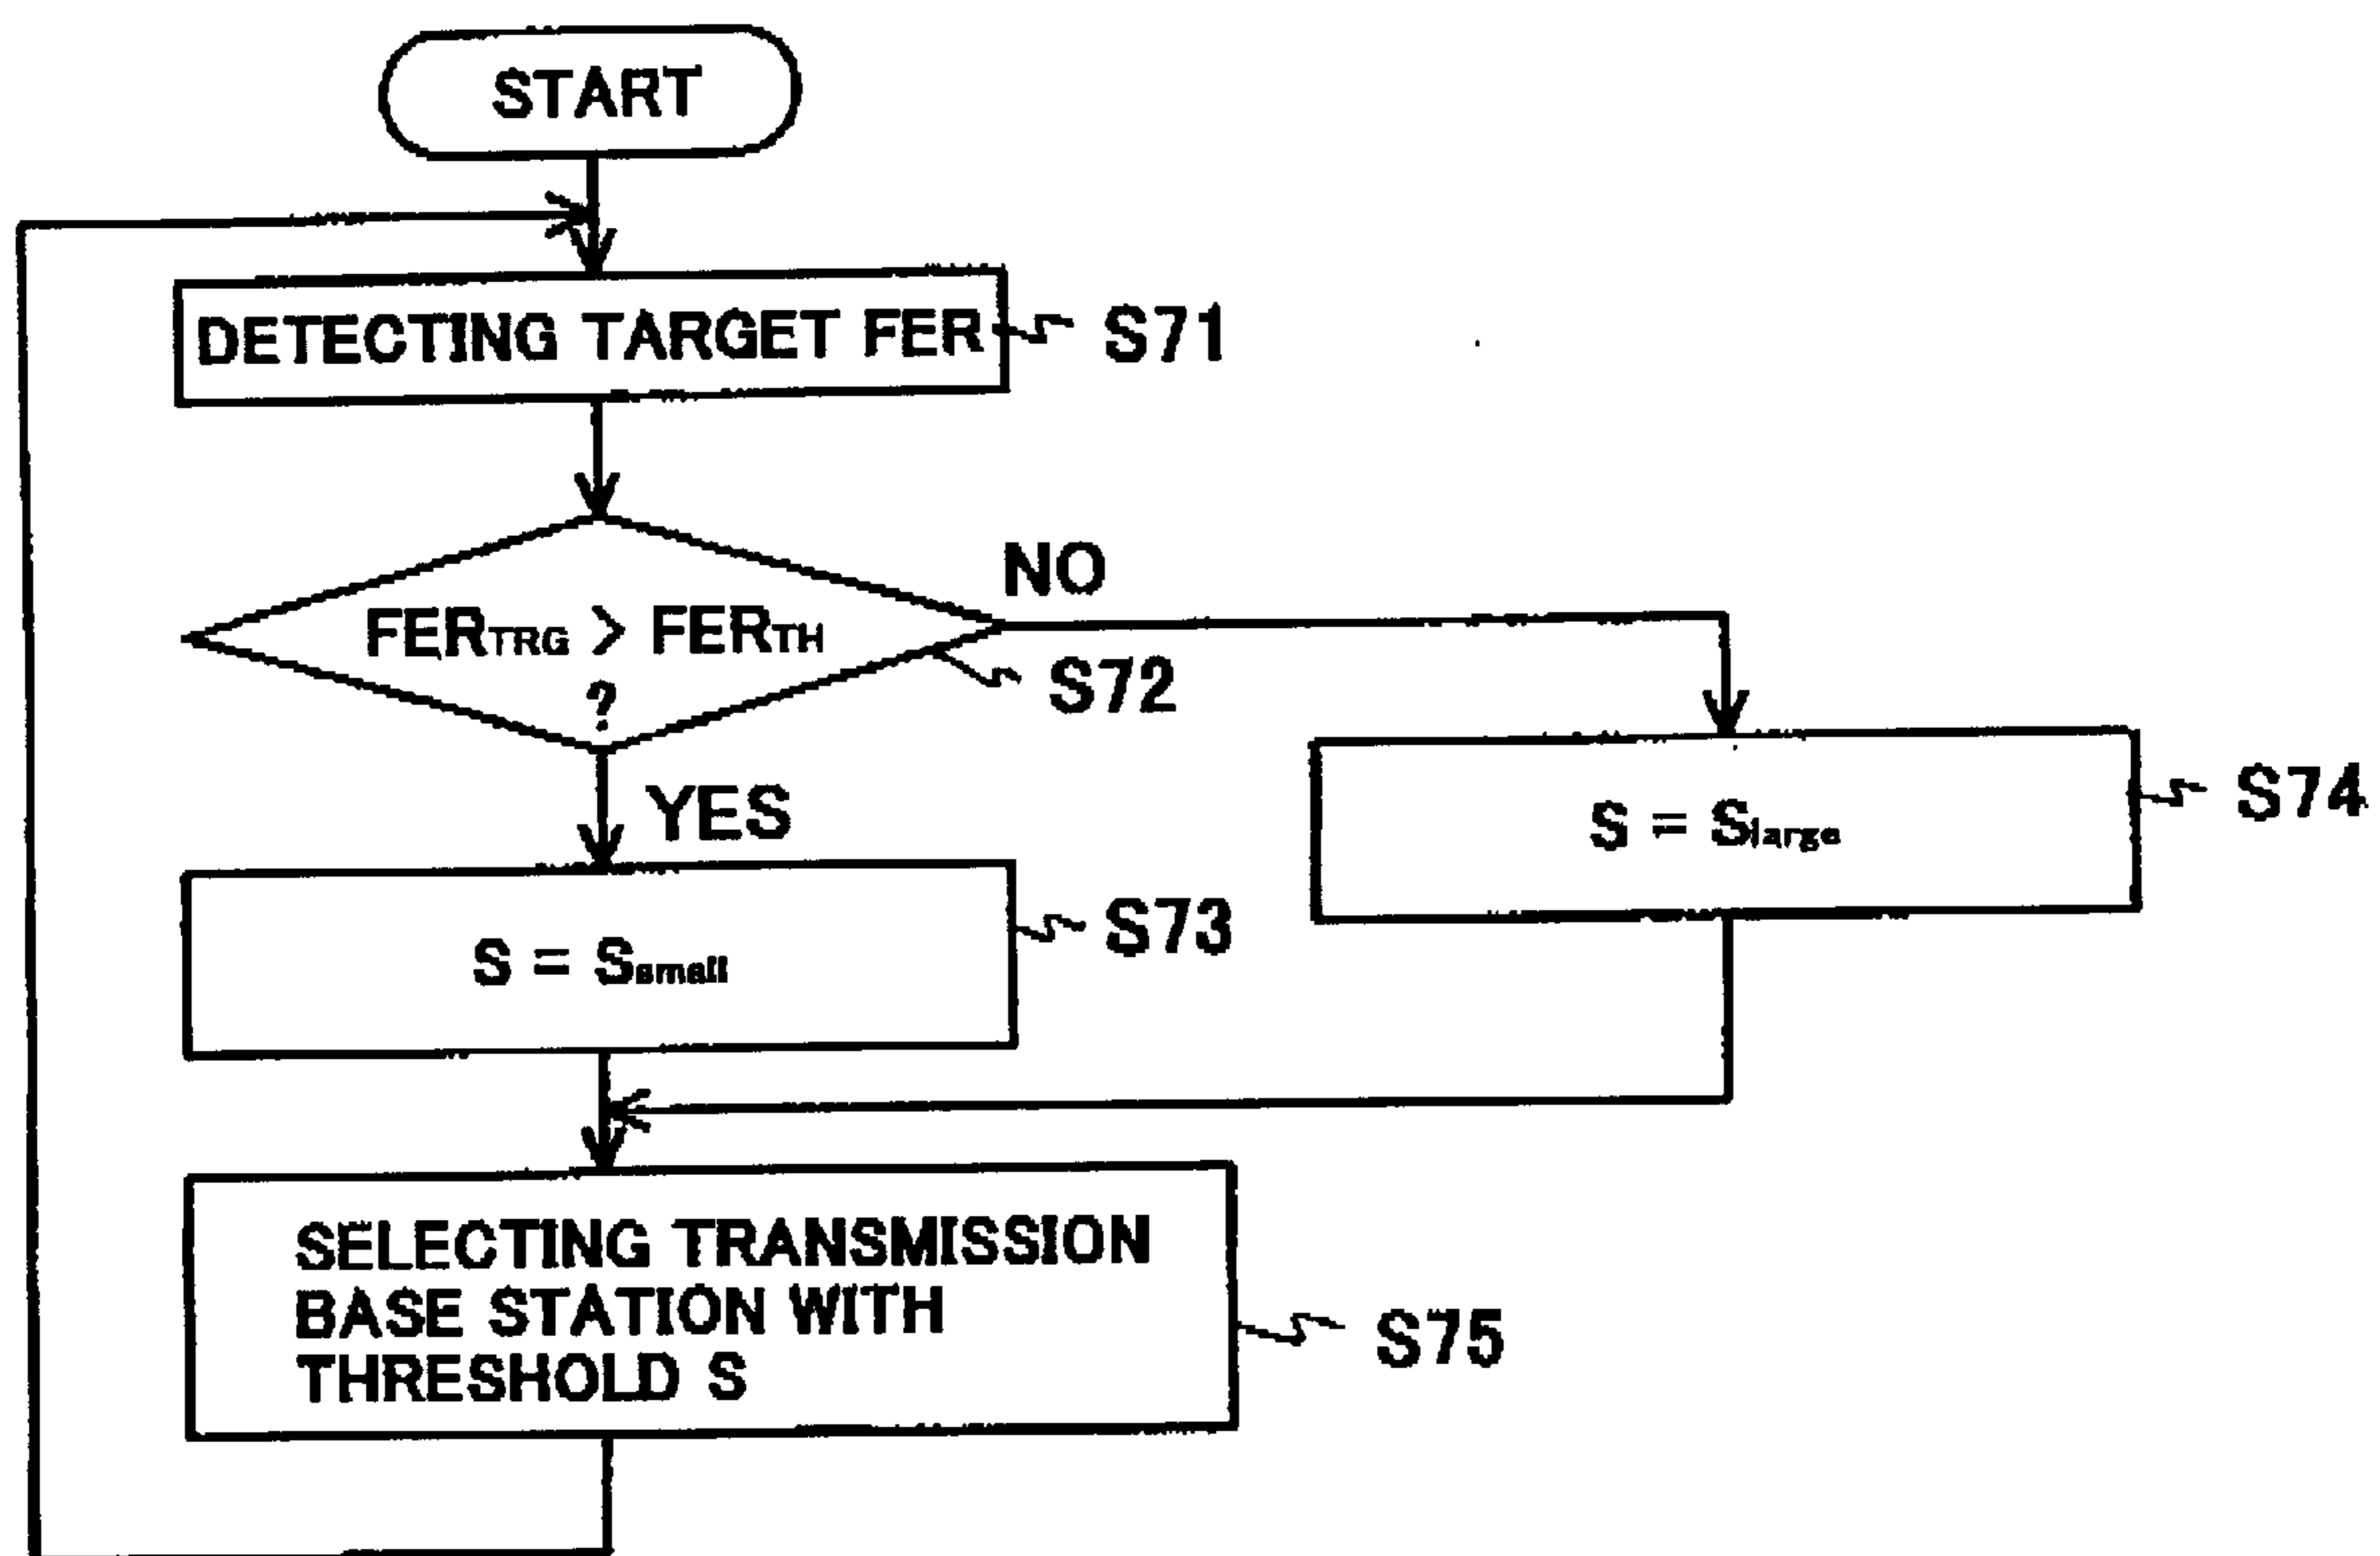 START
DETECTING TARGET FER
S71
NO
FERTRG > FERTH
?
S72
YES
S = Slarge
S74
S = Ssmall
S73
SELECTING TRANSMISSION
BASE STATION WITH
THRESHOLD S
S75